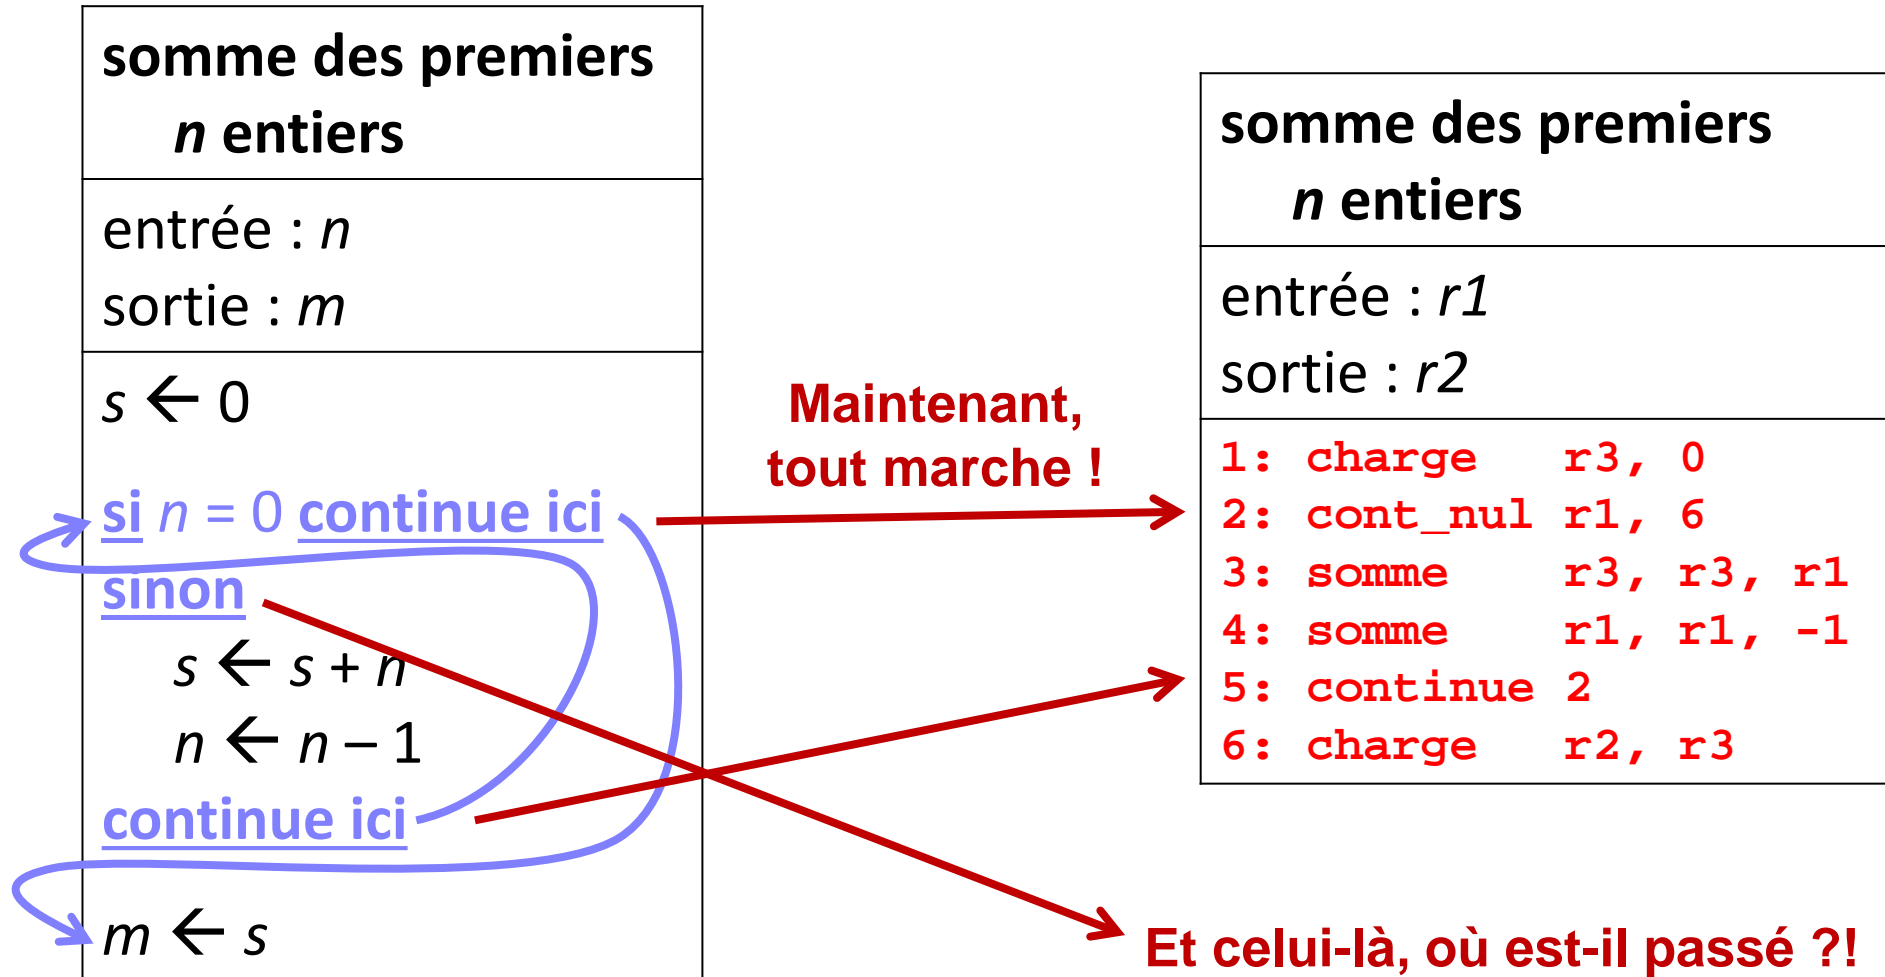 somme des premiers
n entiers
entrée : n
sortie : m
s ← 0
si n = 0 continue ici
sinon
s ← s + n
n ← n – 1
continue ici
m ← s
Maintenant,
tout marche !
somme des premiers
n entiers
entrée : r1
sortie : r2
1: charge r3, 0
2: cont_nul r1, 6
3: somme r3, r3, r1
4: somme r1, r1, -1
5: continue 2
6: charge r2, r3
Et celui-là, où est-il passé ?!